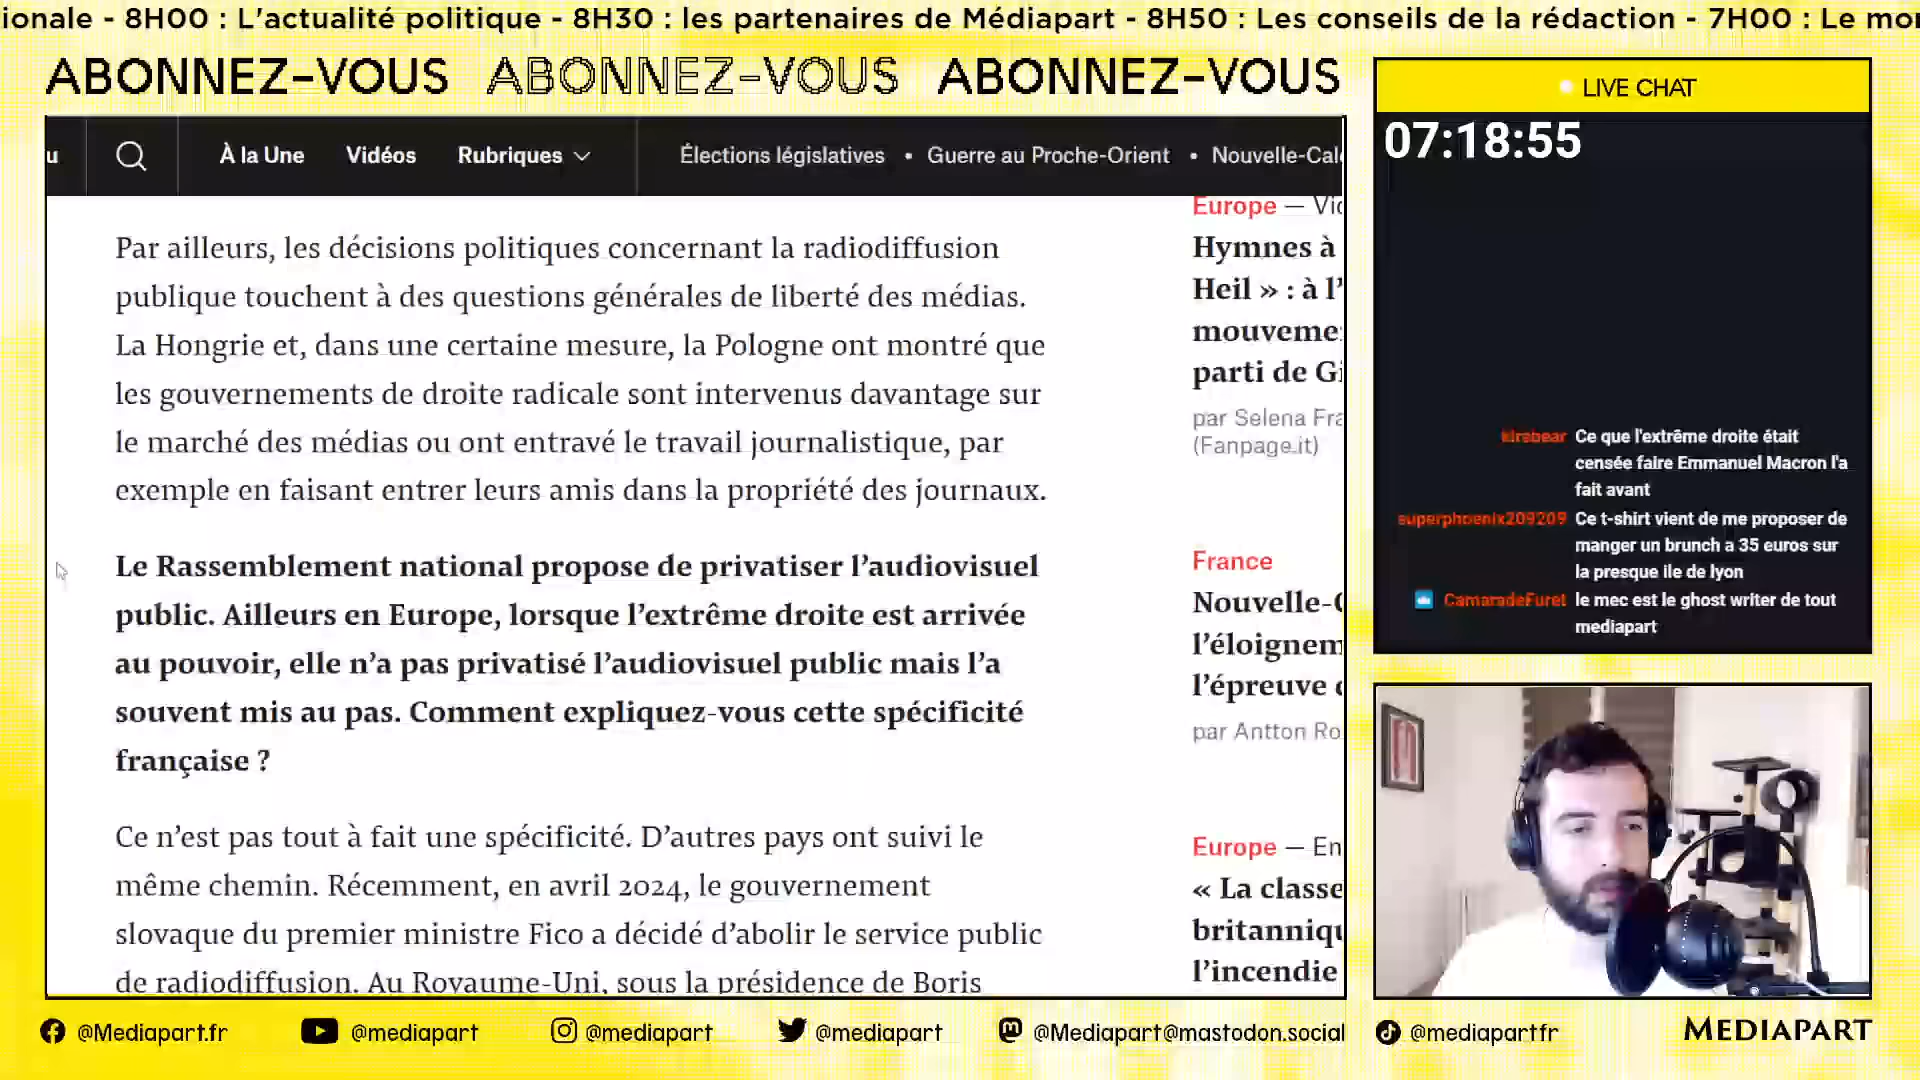 ionale - 8H00 : L'actualité politique - 8H30 : les partenaires de Médiapart - 8H50 : Les conseils de la rédaction - 7H00 : Le mo
ABONNEZ-VOUS ABONNEZ-VOUS ABONNEZ-VOUS
u À la Une Vidéos Rubriques Élections législatives • Guerre au Proche-Orient • Nouvelle-Cal
Par ailleurs, les décisions politiques concernant la radiodiffusion
publique touchent à des questions générales de liberté des médias.
La Hongrie et, dans une certaine mesure, la Pologne ont montré que
les gouvernements de droite radicale sont intervenus davantage sur
le marché des médias ou ont entravé le travail journalistique, par
exemple en faisant entrer leurs amis dans la propriété des journaux.
Le Rassemblement national propose de privatiser l'audiovisuel
public. Ailleurs en Europe, lorsque l'extrême droite est arrivée
au pouvoir, elle n'a pas privatisé l'audiovisuel public mais l'a
souvent mis au pas. Comment expliquez-vous cette spécificité
française ?
Ce n'est pas tout à fait une spécificité. D'autres pays ont suivi le
même chemin. Récemment, en avril 2024, le gouvernement
slovaque du premier ministre Fico a décidé d'abolir le service public
de radiodiffusion. Au Royaume-Uni, sous la présidence de Boris
Europe — Vi
Hymnes à
Heil » : à l'
mouveme
parti de Gi
par Selena Fra
(Fanpage.it)
France
Nouvelle-C
l'éloignem
l'épreuve
par Antton Ro
Europe — En
« La classe
britanniqu
l'incendie
LIVE CHAT
07:18:55
kirabear Ce que l'extrême droite était
censée faire Emmanuel Macron l'a
fait avant
superphoenix209209 Ce t-shirt vient de me proposer de
manger un brunch a 35 euros sur
la presque ile de lyon
CamaradeFuret le mec est le ghost writer de tout
mediapart
@Mediapart.fr @mediapart @mediapart @mediapart @Mediapart@mastodon.social @mediapartfr MEDIAPART